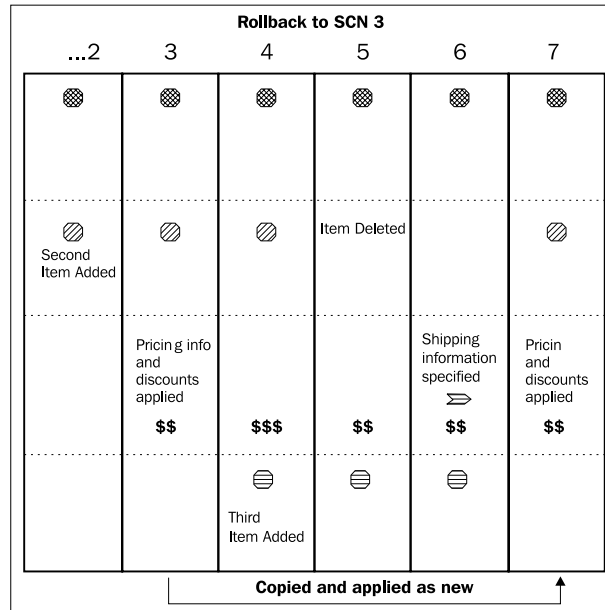 Rollback to SCN 3
...2 3 4 5 6 7
Item Deleted
Second
Item Added
Pricing info
and
discounts
applied
Shipping
information
specified
Pricin
and
discounts
applied
$$ $$$ $$ $$ $$
Third
Item Added
Copied and applied as new